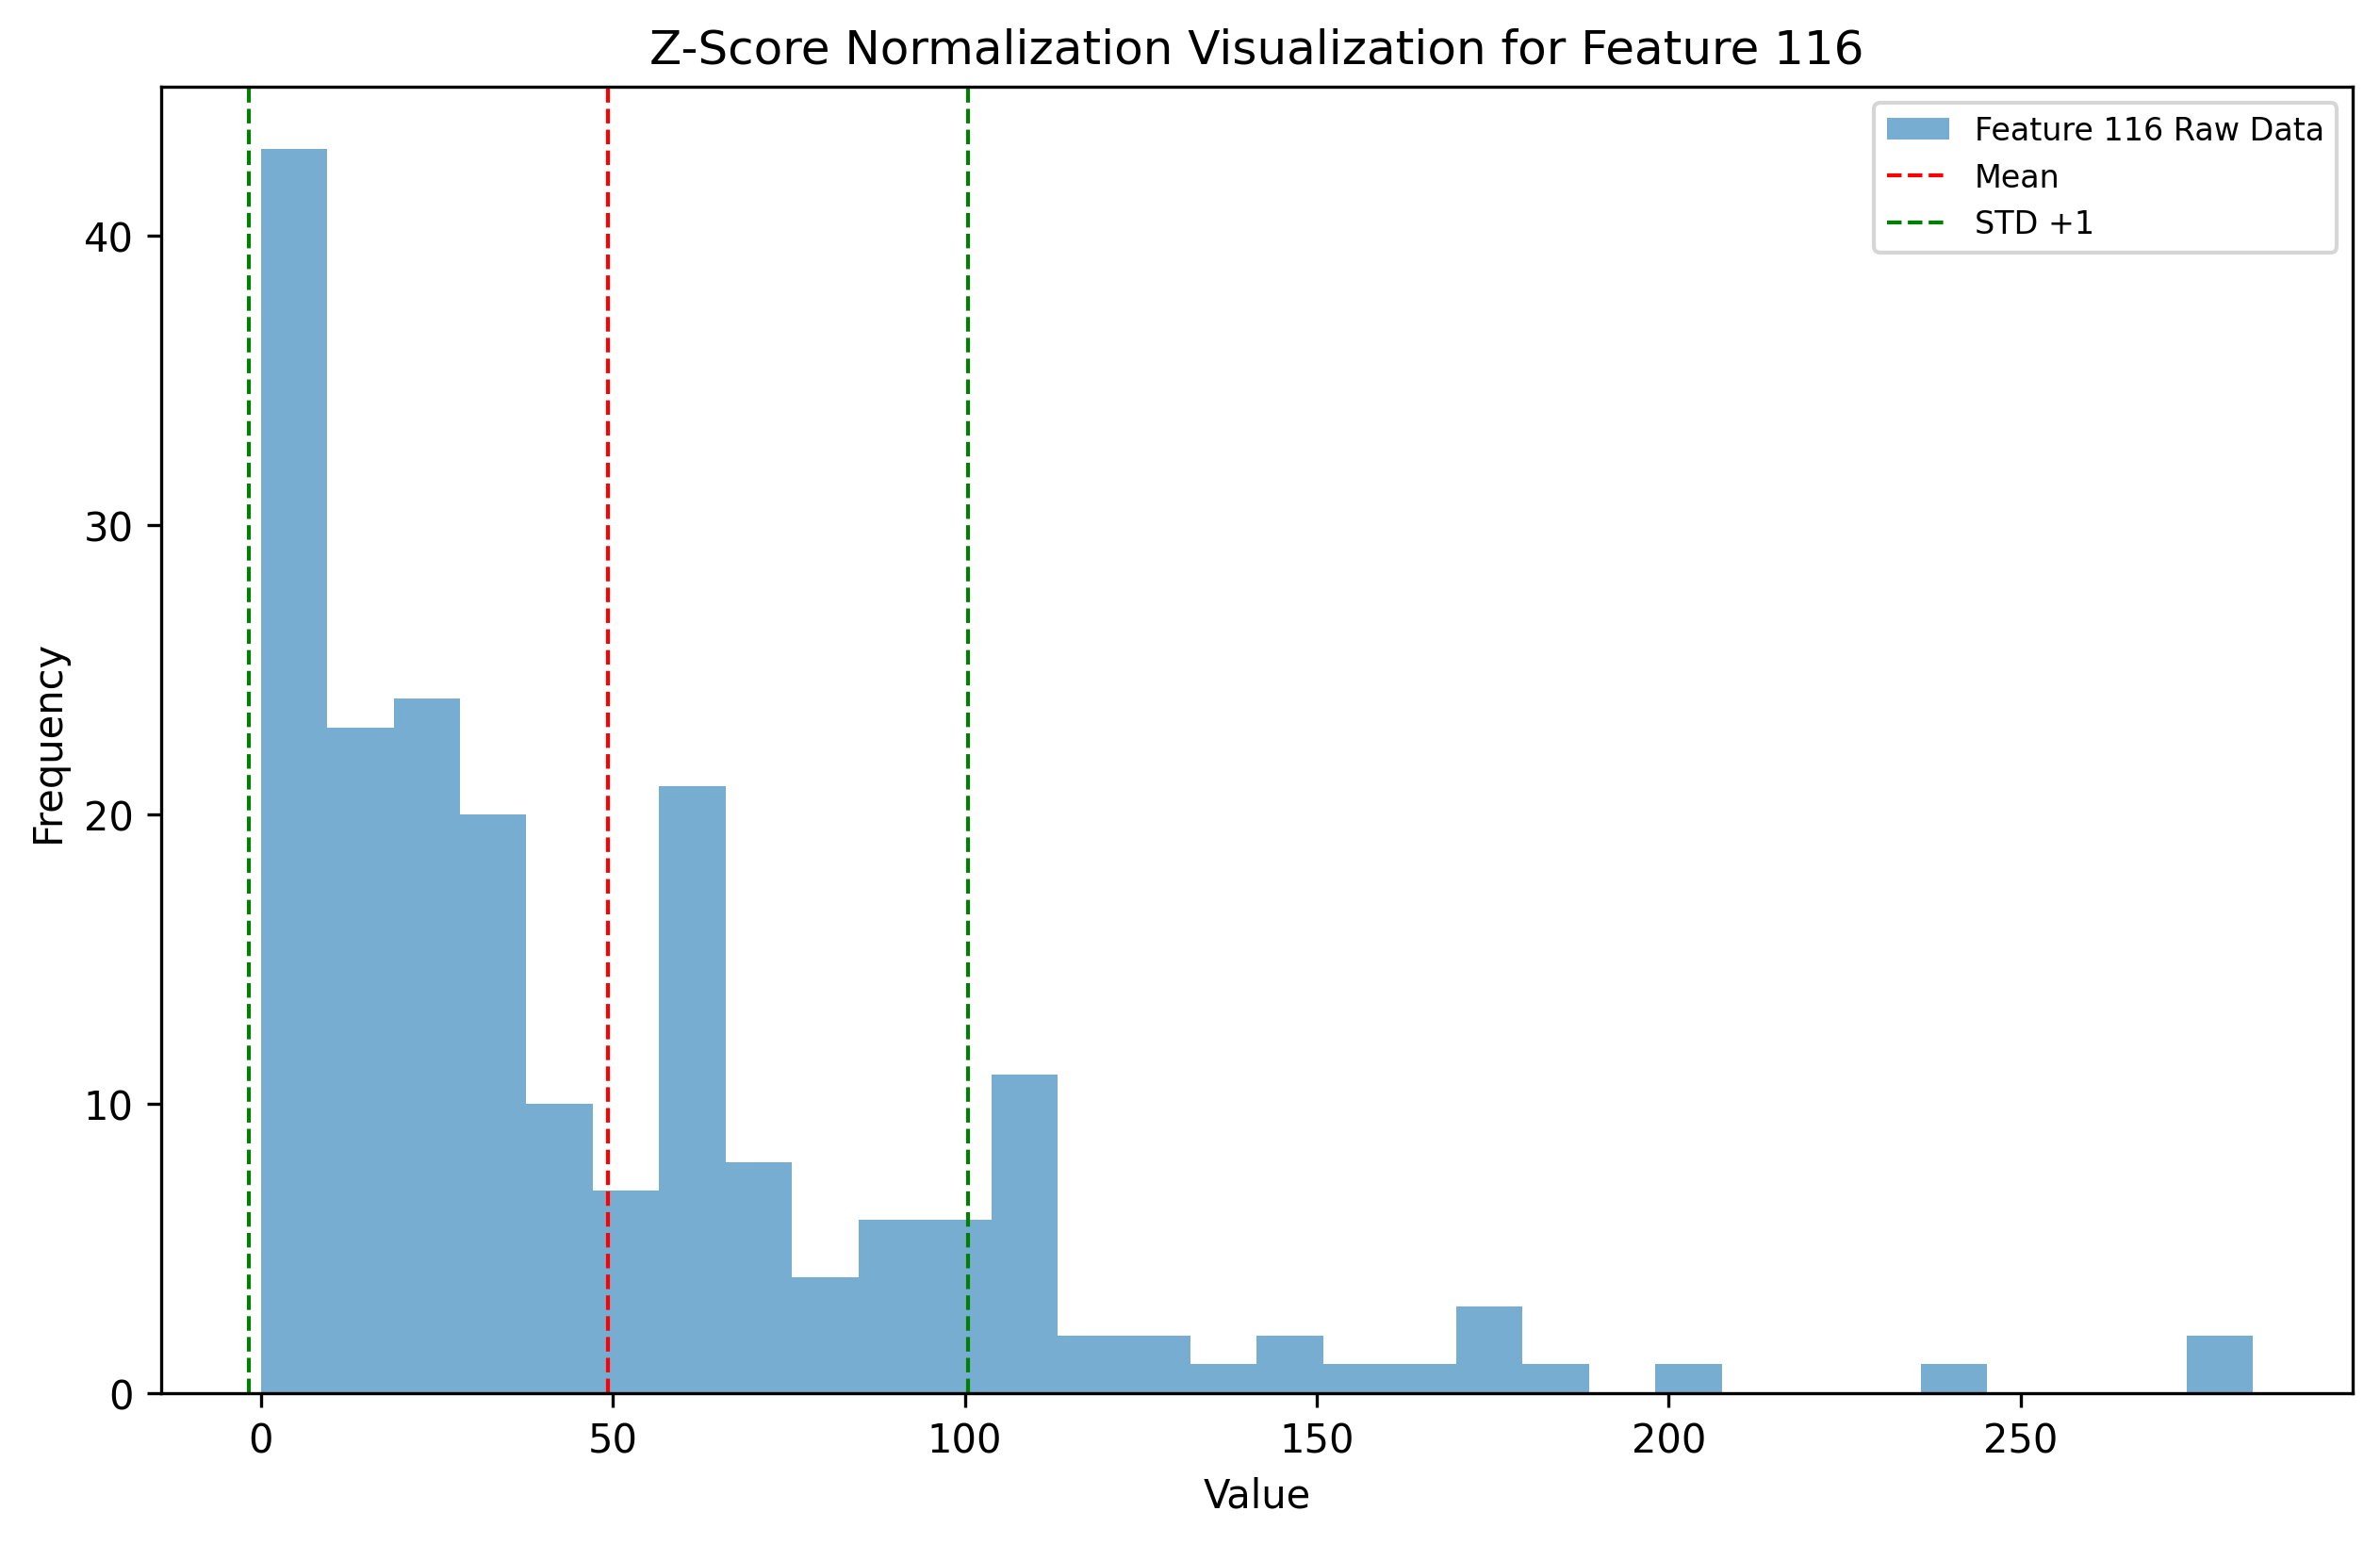 Z-Score Normalization Visualization for Feature 116
Feature 116 Raw Data
Mean
STD +1
40
30
20
10
0
Frequency
0 50 100 150 200 250
Value